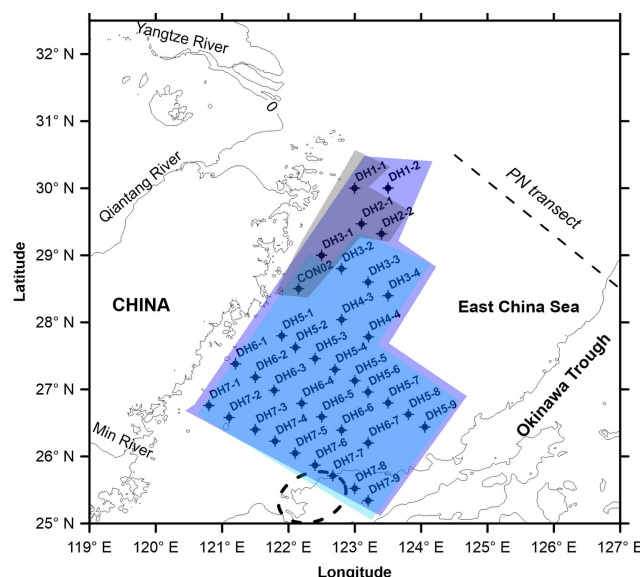 32° N
31° N
30° N
29° N
28° N
27° N
26° N
25° N
Latitude
119° E
120° E
121° E
122° E
123° E
124° E
125° E
126° E
127° E
Longitude
Yangtze River
Qiantang River
Min River
CHINA
East China Sea
Okinawa Trough
PN transect
0
DH1-1
DH1-2
DH2-1
DH2-2
DH3-1
DH3-2
DH3-3
DH3-4
CON02
DH4-3
DH4-4
DH5-1
DH5-2
DH5-3
DH5-4
DH5-5
DH5-6
DH5-7
DH5-8
DH5-9
DH6-1
DH6-2
DH6-3
DH6-4
DH6-5
DH6-6
DH6-7
DH7-1
DH7-2
DH7-3
DH7-4
DH7-5
DH7-6
DH7-7
DH7-8
DH7-9